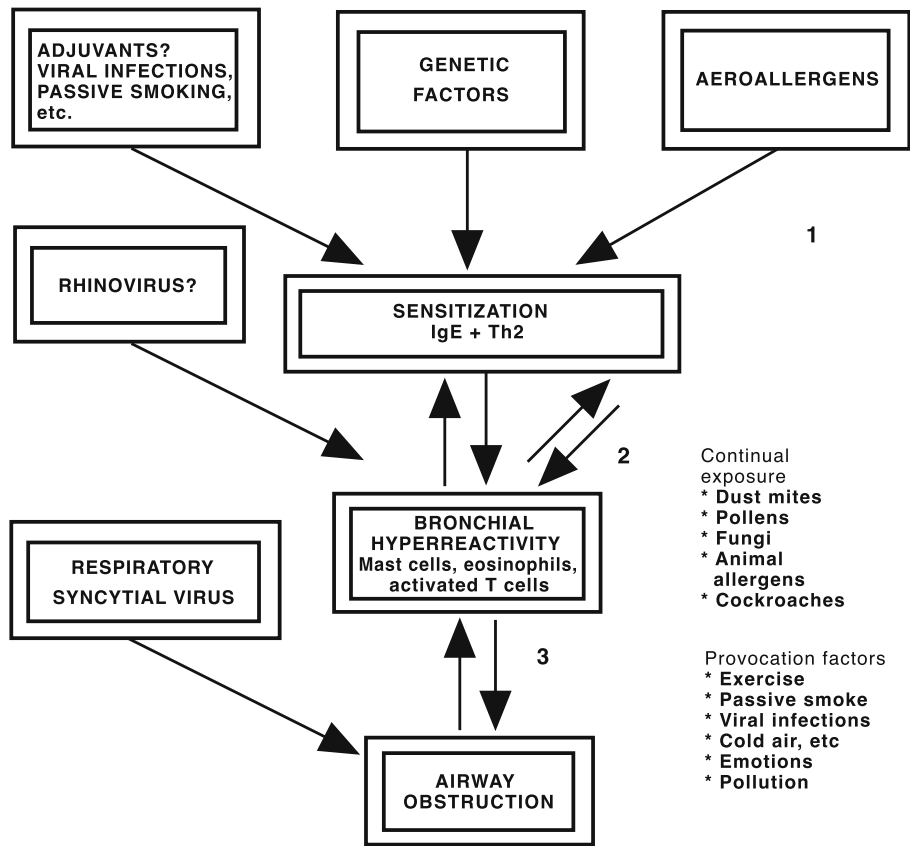 ADJUVANTS?
VIRAL INFECTIONS,
PASSIVE SMOKING,
etc.
GENETIC
FACTORS
AEROALLERGENS
1
RHINOVIRUS?
SENSITIZATION
IgE + Th2
2
Continual
exposure
* Dust mites
* Pollens
* Fungi
* Animal
allergens
* Cockroaches
BRONCHIAL
HYPERREACTIVITY
Mast cells, eosinophils,
activated T cells
RESPIRATORY
SYNCYTIAL VIRUS
3
Provocation factors
* Exercise
* Passive smoke
* Viral infections
* Cold air, etc
* Emotions
* Pollution
AIRWAY
OBSTRUCTION